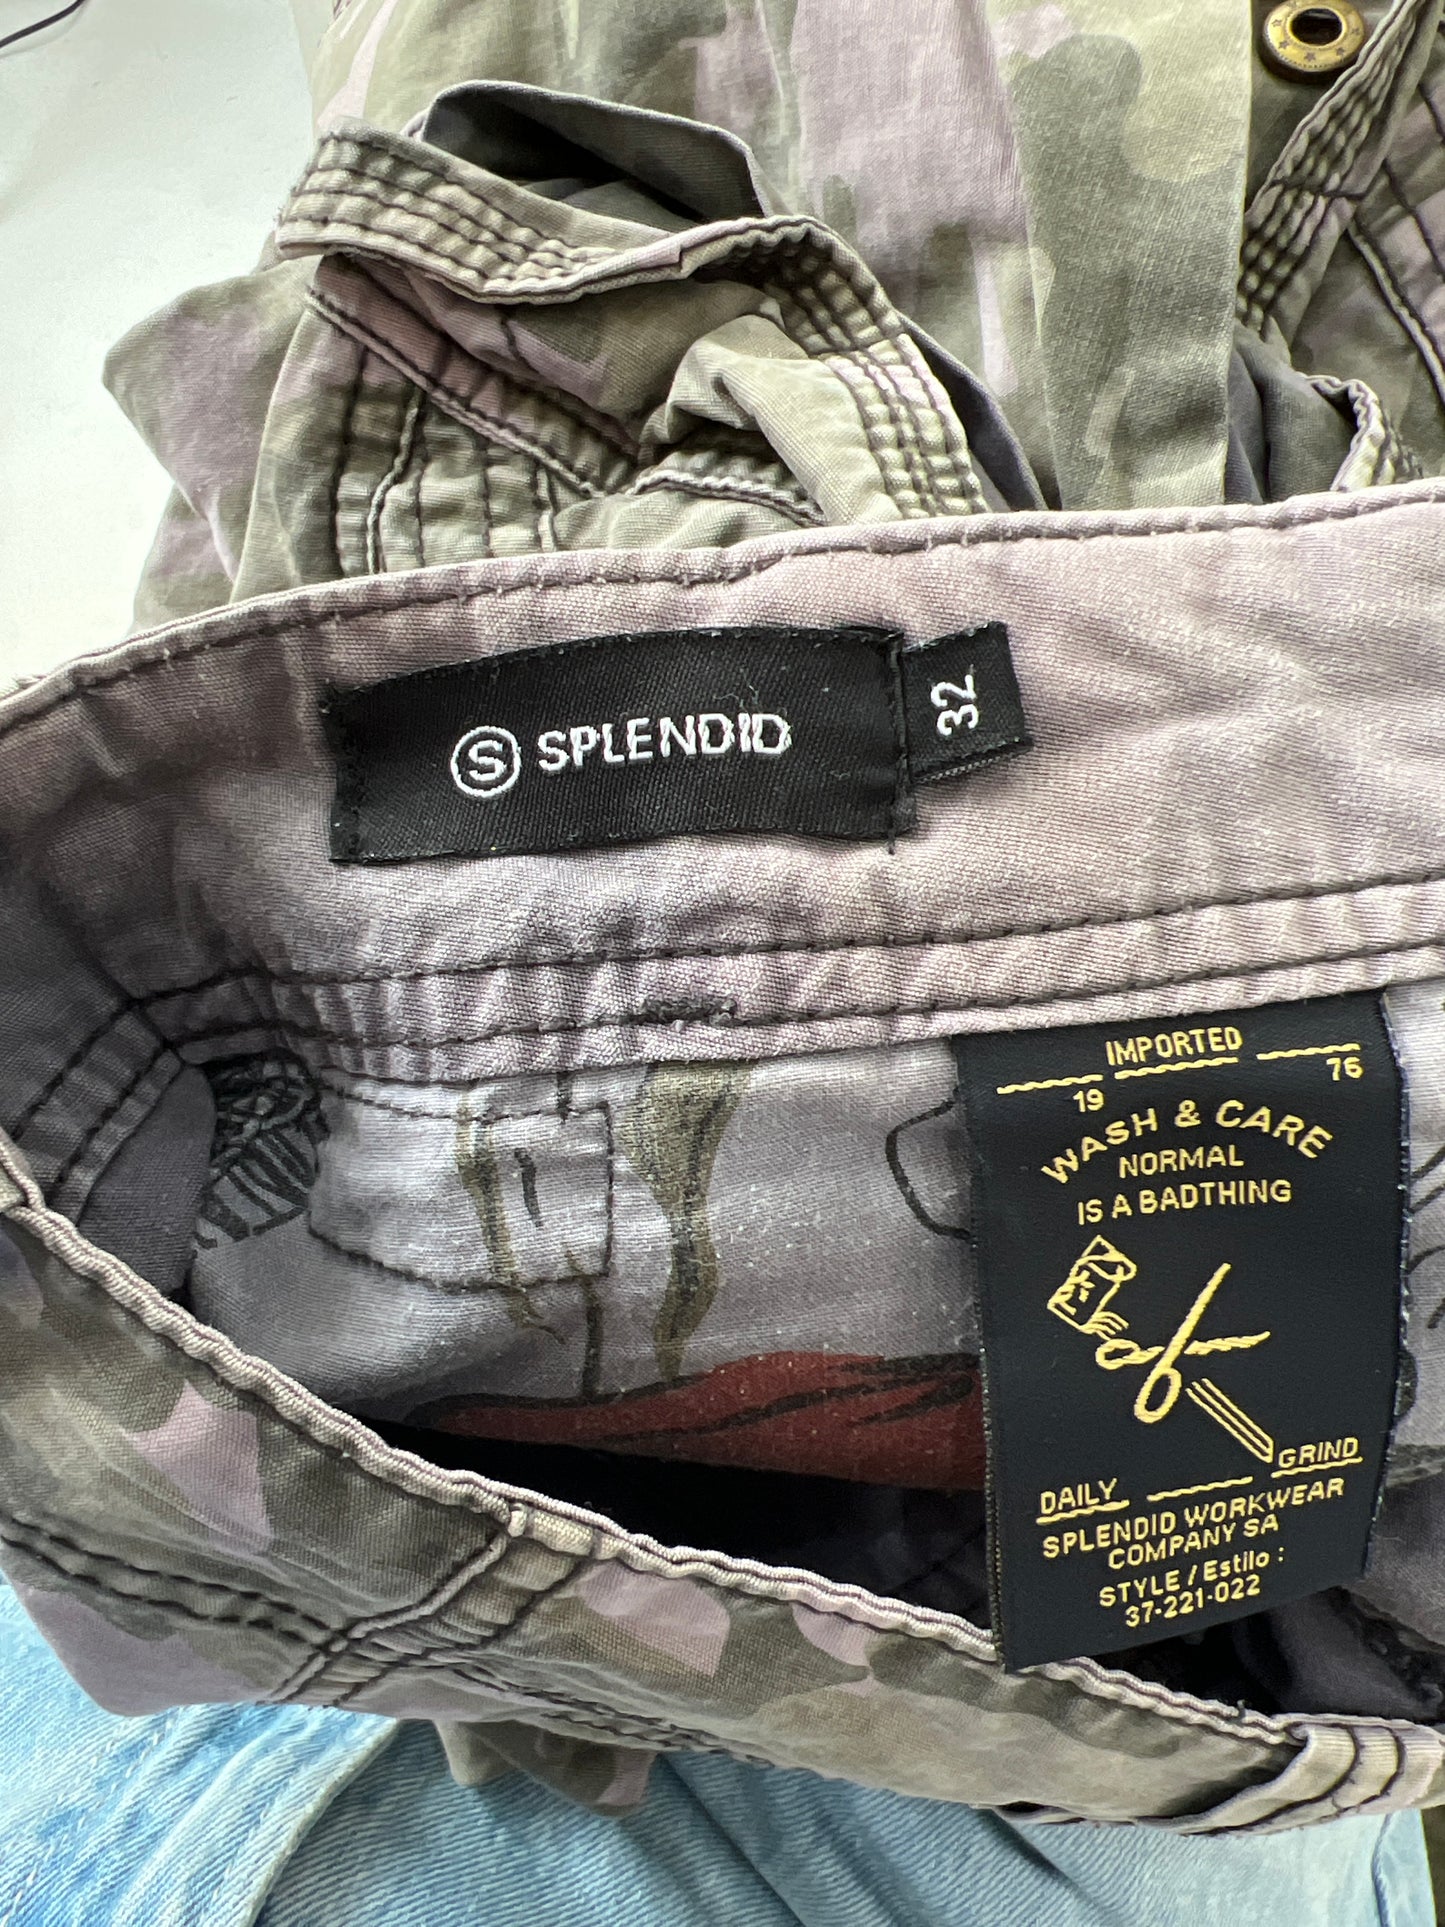 S SPLENDID
32
IMPORTED
19 76
WASH & CARE
NORMAL
IS A BADTHING
GRIND
DAILY
SPLENDID WORKWEAR
COMPANY SA
STYLE / Estilo :
37-221-022